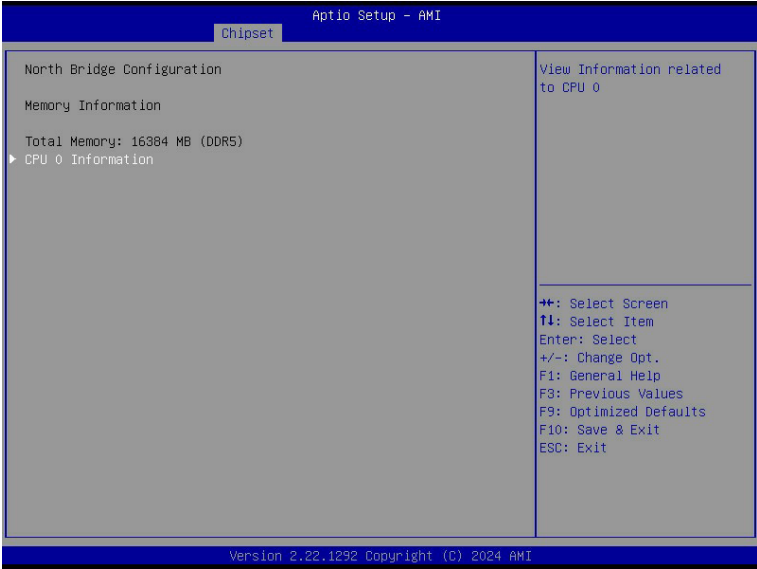 Aptio Setup – AMI
Chipset
North Bridge Configuration
Memory Information
Total Memory: 16384 MB (DDR5)
▶ CPU 0 Information
View Information related
to CPU 0
→←: Select Screen
↑↓: Select Item
Enter: Select
+/-: Change Opt.
F1: General Help
F3: Previous Values
F9: Optimized Defaults
F10: Save & Exit
ESC: Exit
Version 2.22.1292 Copyright (C) 2024 AMI